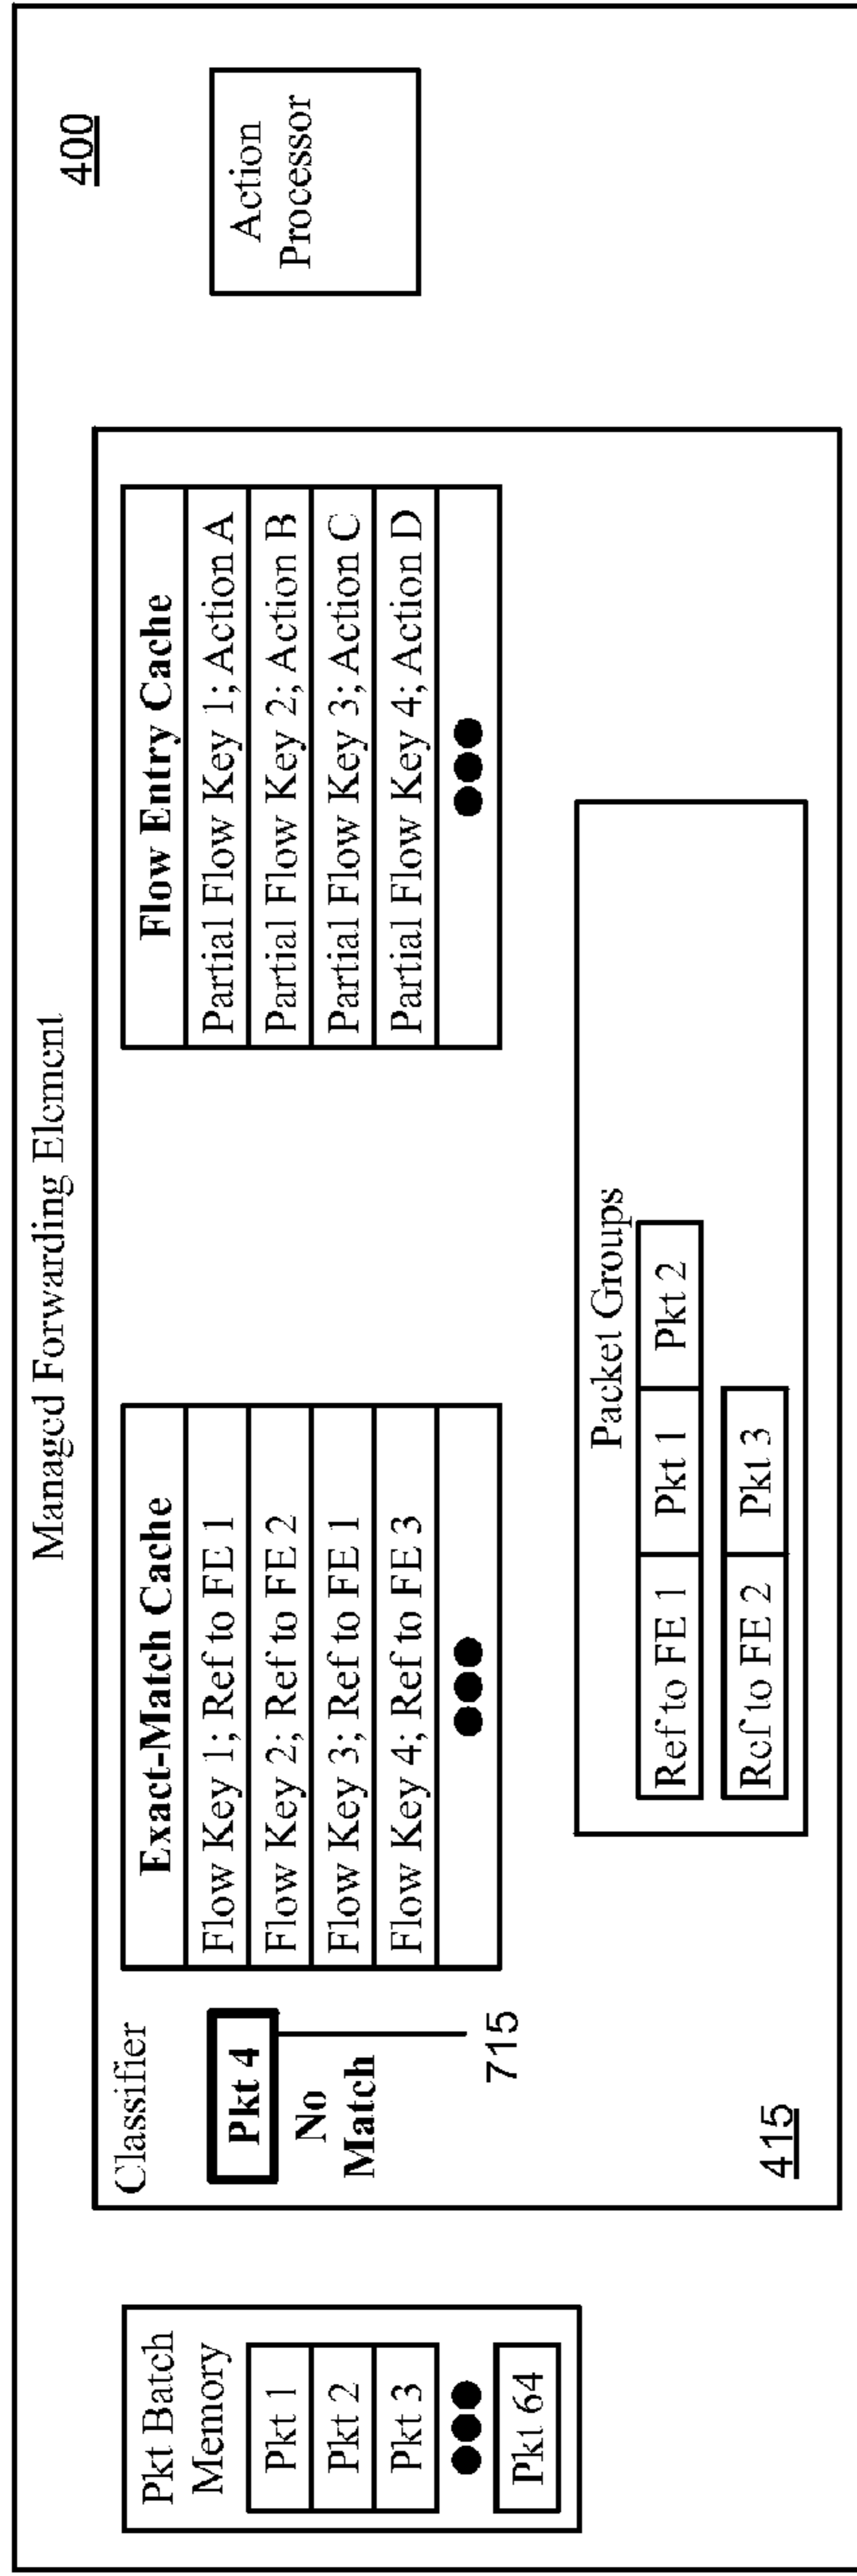 Managed Forwarding Element
400
Pkt Batch
Memory
Pkt 1
Pkt 2
Pkt 3
Pkt 64
Classifier
Pkt 4
No
Match
715
415
Exact-Match Cache
Flow Key 1; Ref to FE 1
Flow Key 2; Ref to FE 2
Flow Key 3; Ref to FE 1
Flow Key 4; Ref to FE 3
Flow Entry Cache
Partial Flow Key 1; Action A
Partial Flow Key 2; Action B
Partial Flow Key 3; Action C
Partial Flow Key 4; Action D
Packet Groups
Ref to FE 1 Pkt 1 Pkt 2
Ref to FE 2 Pkt 3
Action
Processor